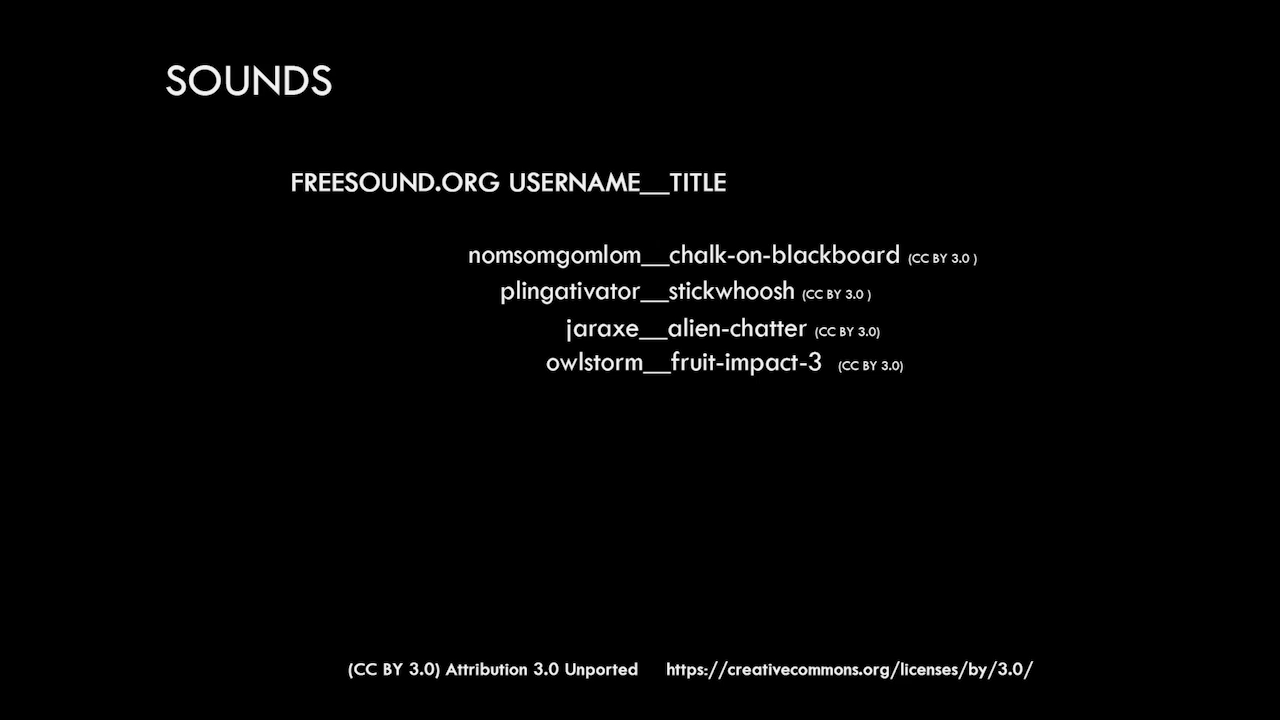 SOUNDS
FREESOUND.ORG USERNAME__TITLE
nomsomgomlom__chalk-on-blackboard (CC BY 3.0 )
plingativator__stickwhoosh (CC BY 3.0 )
jaraxe__alien-chatter (CC BY 3.0)
owlstorm__fruit-impact-3 (CC BY 3.0)
(CC BY 3.0) Attribution 3.0 Unported https://creativecommons.org/licenses/by/3.0/